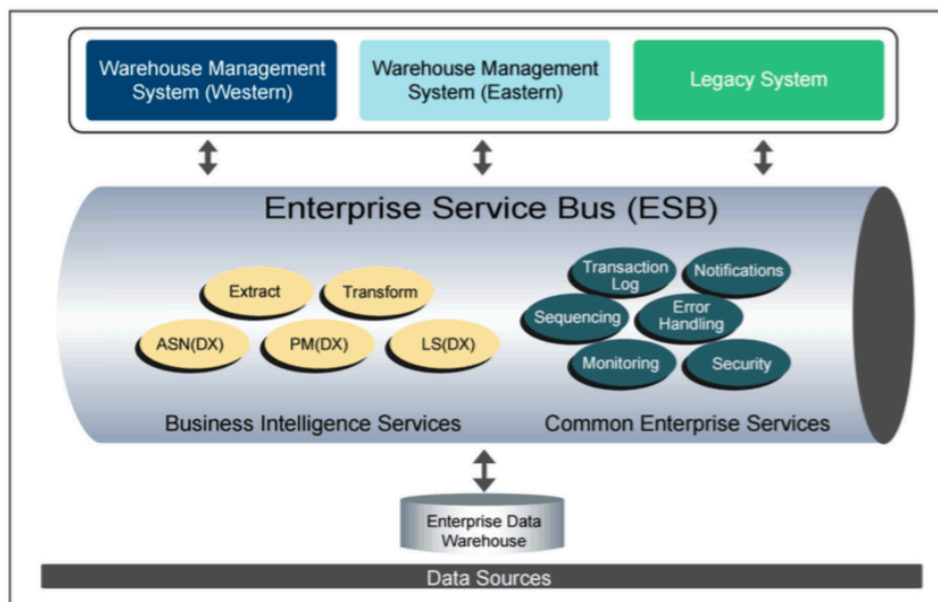 Warehouse Management
System (Western)
Warehouse Management
System (Eastern)
Legacy System
Enterprise Service Bus (ESB)
Extract
Transform
ASN(DX)
PM(DX)
LS(DX)
Business Intelligence Services
Transaction
Log
Notifications
Sequencing
Error
Handling
Monitoring
Security
Common Enterprise Services
Enterprise Data
Warehouse
Data Sources